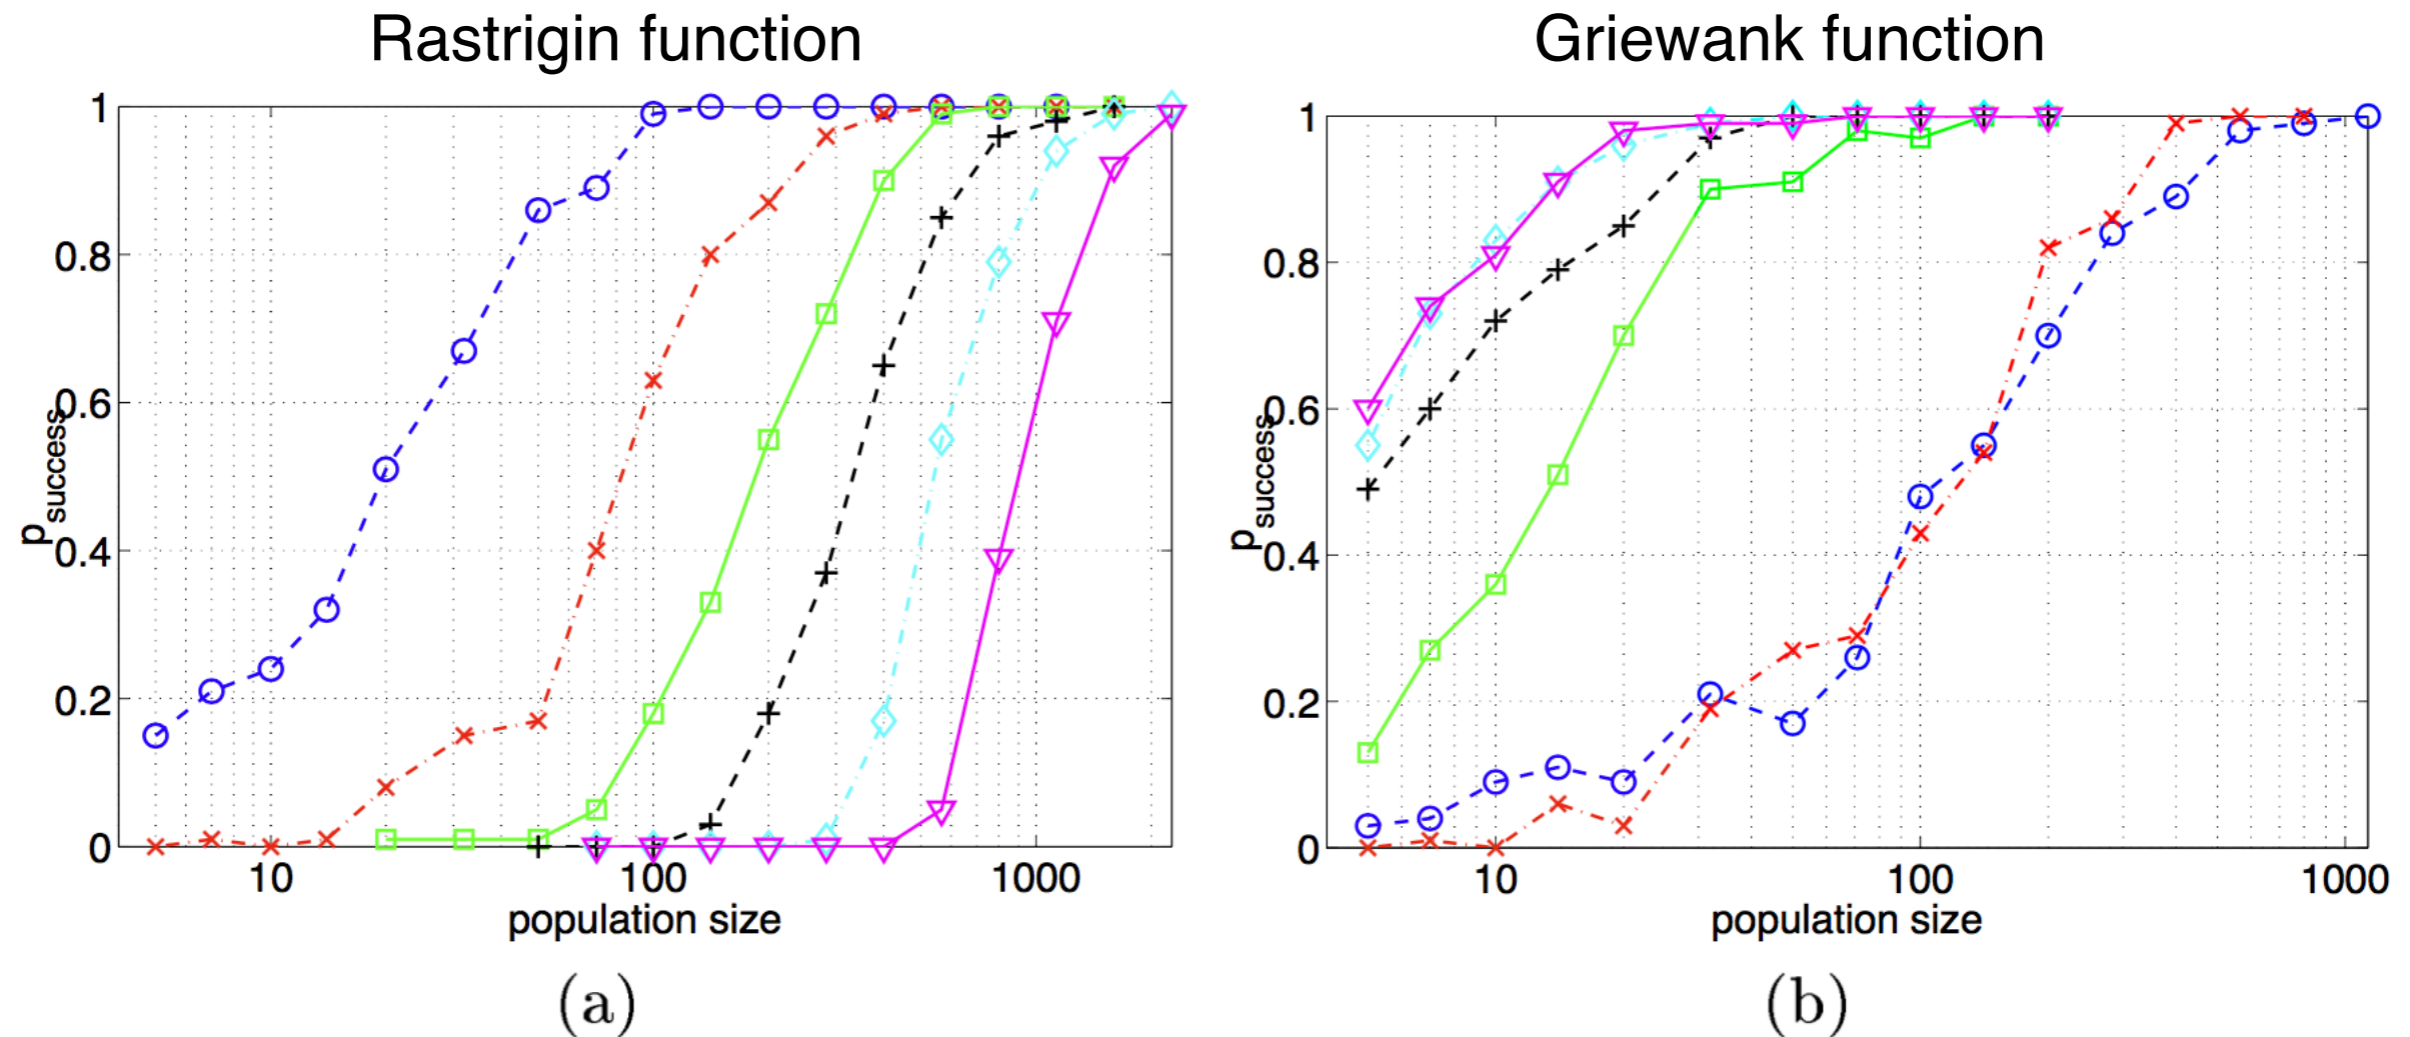 Rastrigin function
1
0.8
0.6
0.4
0.2
0
p_success
10 100 1000
population size
(a)
Griewank function
1
0.8
0.6
0.4
0.2
0
p_success
10 100 1000
population size
(b)